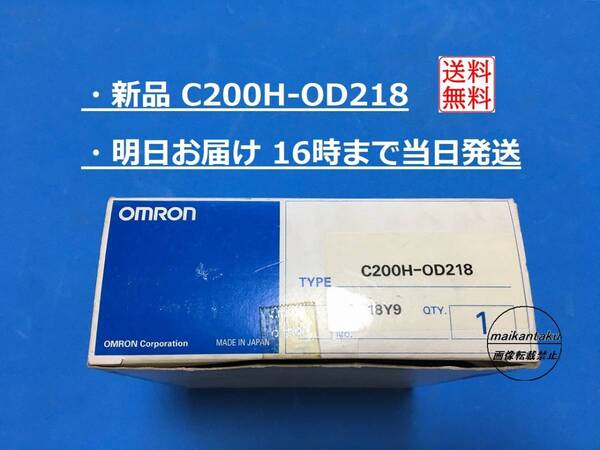 ・新品 C200H-OD218
送料
無料
・明日お届け 16時まで当日発送
OMRON
TYPE C200H-OD218
18Y9 QTY. 1
No.
OMRON Corporation MADE IN JAPAN
maikantaku
画像転載禁止